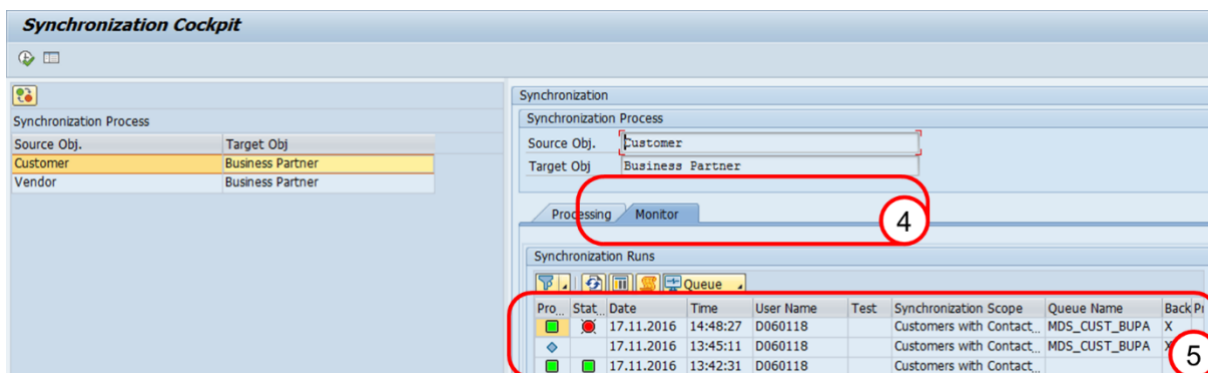 Synchronization Cockpit
Synchronization Process
Source Obj. Target Obj
Customer Business Partner
Vendor Business Partner
Synchronization
Synchronization Process
Source Obj. Customer
Target Obj Business Partner
Processing Monitor
4
Synchronization Runs
Queue
Pro... Stat... Date Time User Name Test Synchronization Scope Queue Name Back
17.11.2016 14:48:27 D060118 Customers with Contact... MDS_CUST_BUPA X
17.11.2016 13:45:11 D060118 Customers with Contact... MDS_CUST_BUPA X
17.11.2016 13:42:31 D060118 Customers with Contact...
5